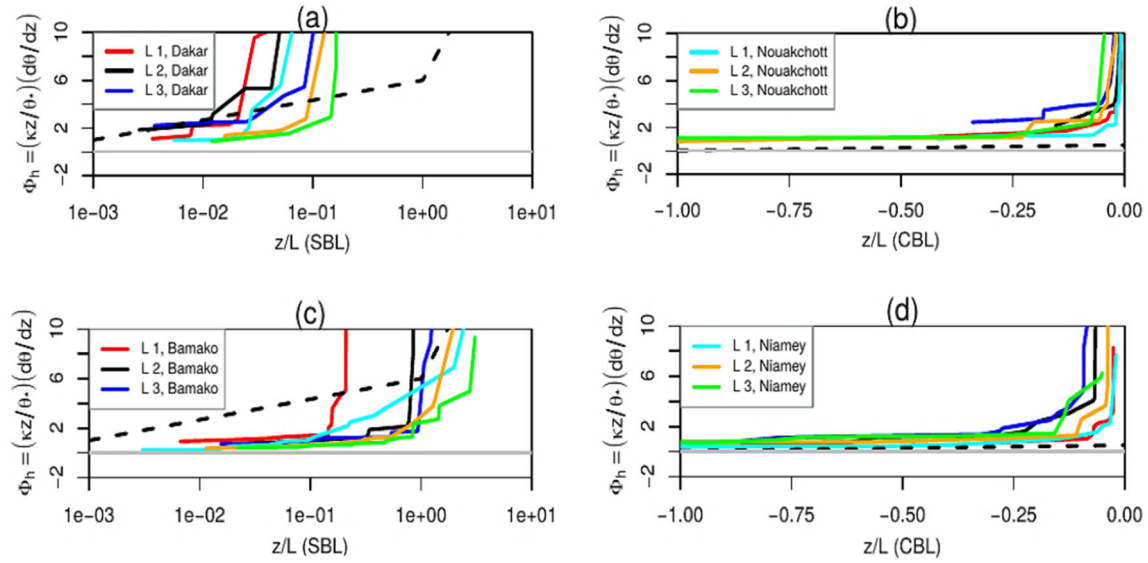 (a)
Φh = (κz/θ*)(dθ/dz)
10
6
2
−2
L 1, Dakar
L 2, Dakar
L 3, Dakar
1e−03 1e−02 1e−01 1e+00 1e+01
z/L (SBL)
(b)
Φh = (κz/θ*)(dθ/dz)
10
6
2
−2
L 1, Nouakchott
L 2, Nouakchott
L 3, Nouakchott
−1.00 −0.75 −0.50 −0.25 0.00
z/L (CBL)
(c)
Φh = (κz/θ*)(dθ/dz)
10
6
2
−2
L 1, Bamako
L 2, Bamako
L 3, Bamako
1e−03 1e−02 1e−01 1e+00 1e+01
z/L (SBL)
(d)
Φh = (κz/θ*)(dθ/dz)
10
6
2
−2
L 1, Niamey
L 2, Niamey
L 3, Niamey
−1.00 −0.75 −0.50 −0.25 0.00
z/L (CBL)